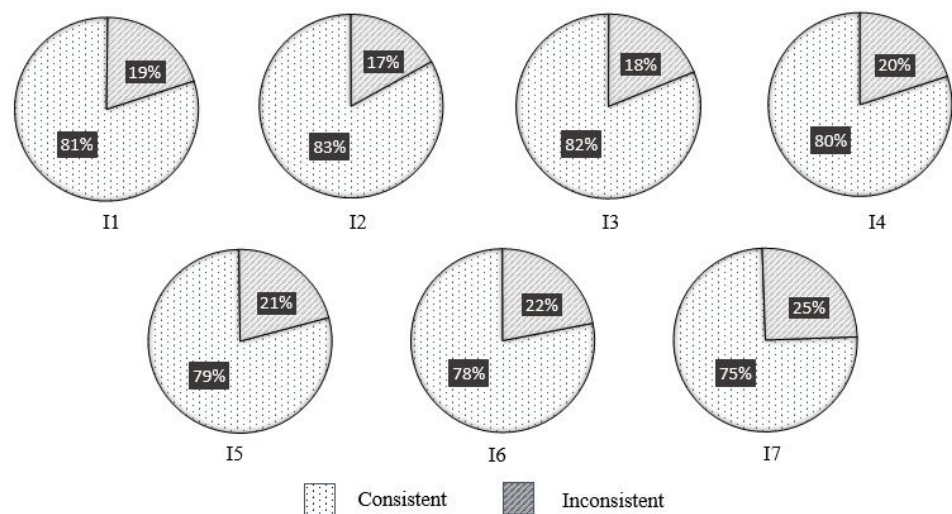 19% 17% 18% 20%
81% 83% 82% 80%
I1 I2 I3 I4
21% 22% 25%
79% 78% 75%
I5 I6 I7
Consistent Inconsistent